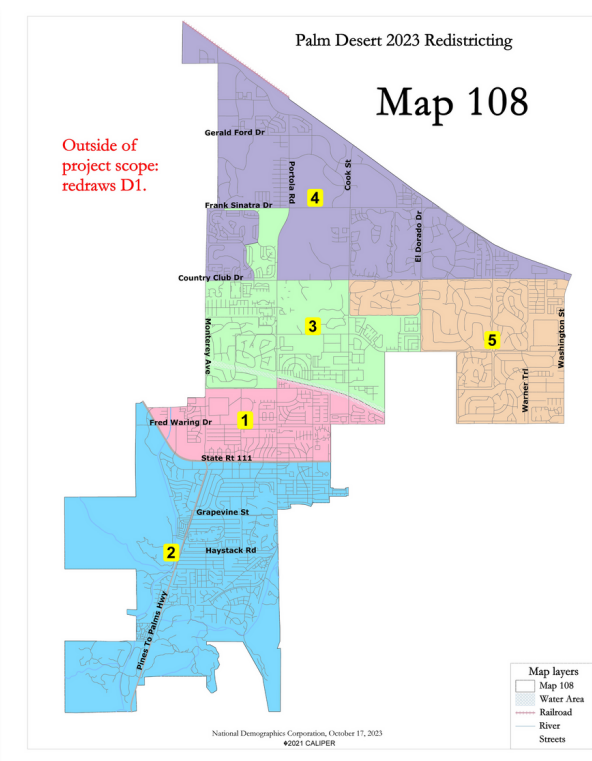 Palm Desert 2023 Redistricting
Map 108
Outside of
project scope:
redraws D1.
Gerald Ford Dr
Portola Rd
Cook St
4
Frank Sinatra Dr
El Dorado Dr
Country Club Dr
Monterey Ave
3
5
Washington St
Warner Trl
Fred Waring Dr
1
State Rt 111
Grapevine St
2
Haystack Rd
Pines To Palms Hwy
Map layers
Map 108
Water Area
Railroad
River
Streets
National Demographics Corporation, October 17, 2023
©2021 CALIPER